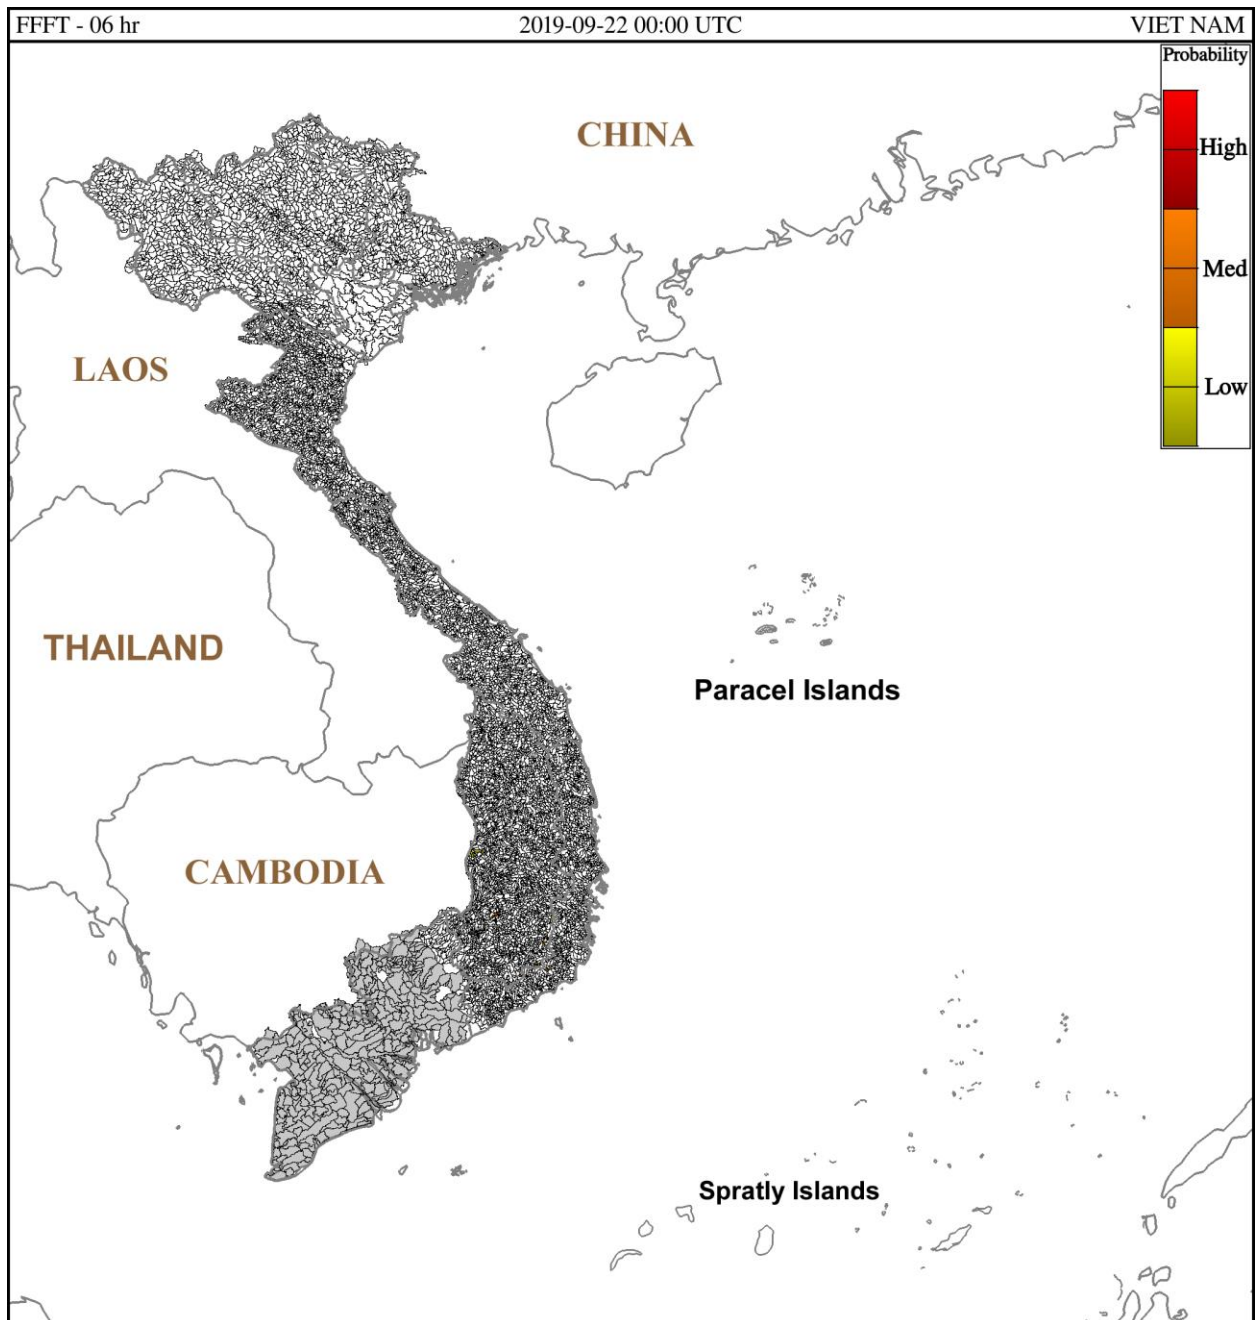 FFFT - 06 hr
2019-09-22 00:00 UTC
VIET NAM
Probability
High
Med
Low
CHINA
LAOS
THAILAND
Paracel Islands
CAMBODIA
Spratly Islands